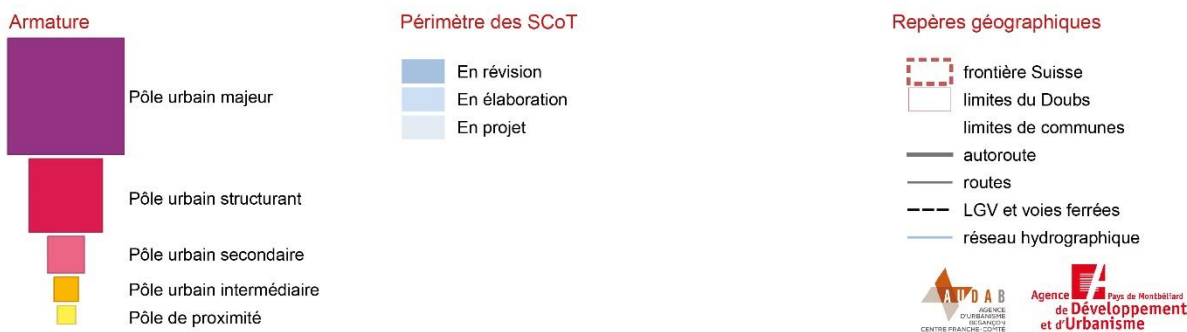 Armature
Pôle urbain majeur
Pôle urbain structurant
Pôle urbain secondaire
Pôle urbain intermédiaire
Pôle de proximité
Périmètre des SCoT
En révision
En élaboration
En projet
Repères géographiques
frontière Suisse
limites du Doubs
limites de communes
autoroute
routes
LGV et voies ferrées
réseau hydrographique
AUDAB
AGENCE
D'URBANISME
BESANÇON
CENTRE FRANCHE-COMTÉ
Agence Pays de Montbéliard
de Développement
et d'Urbanisme